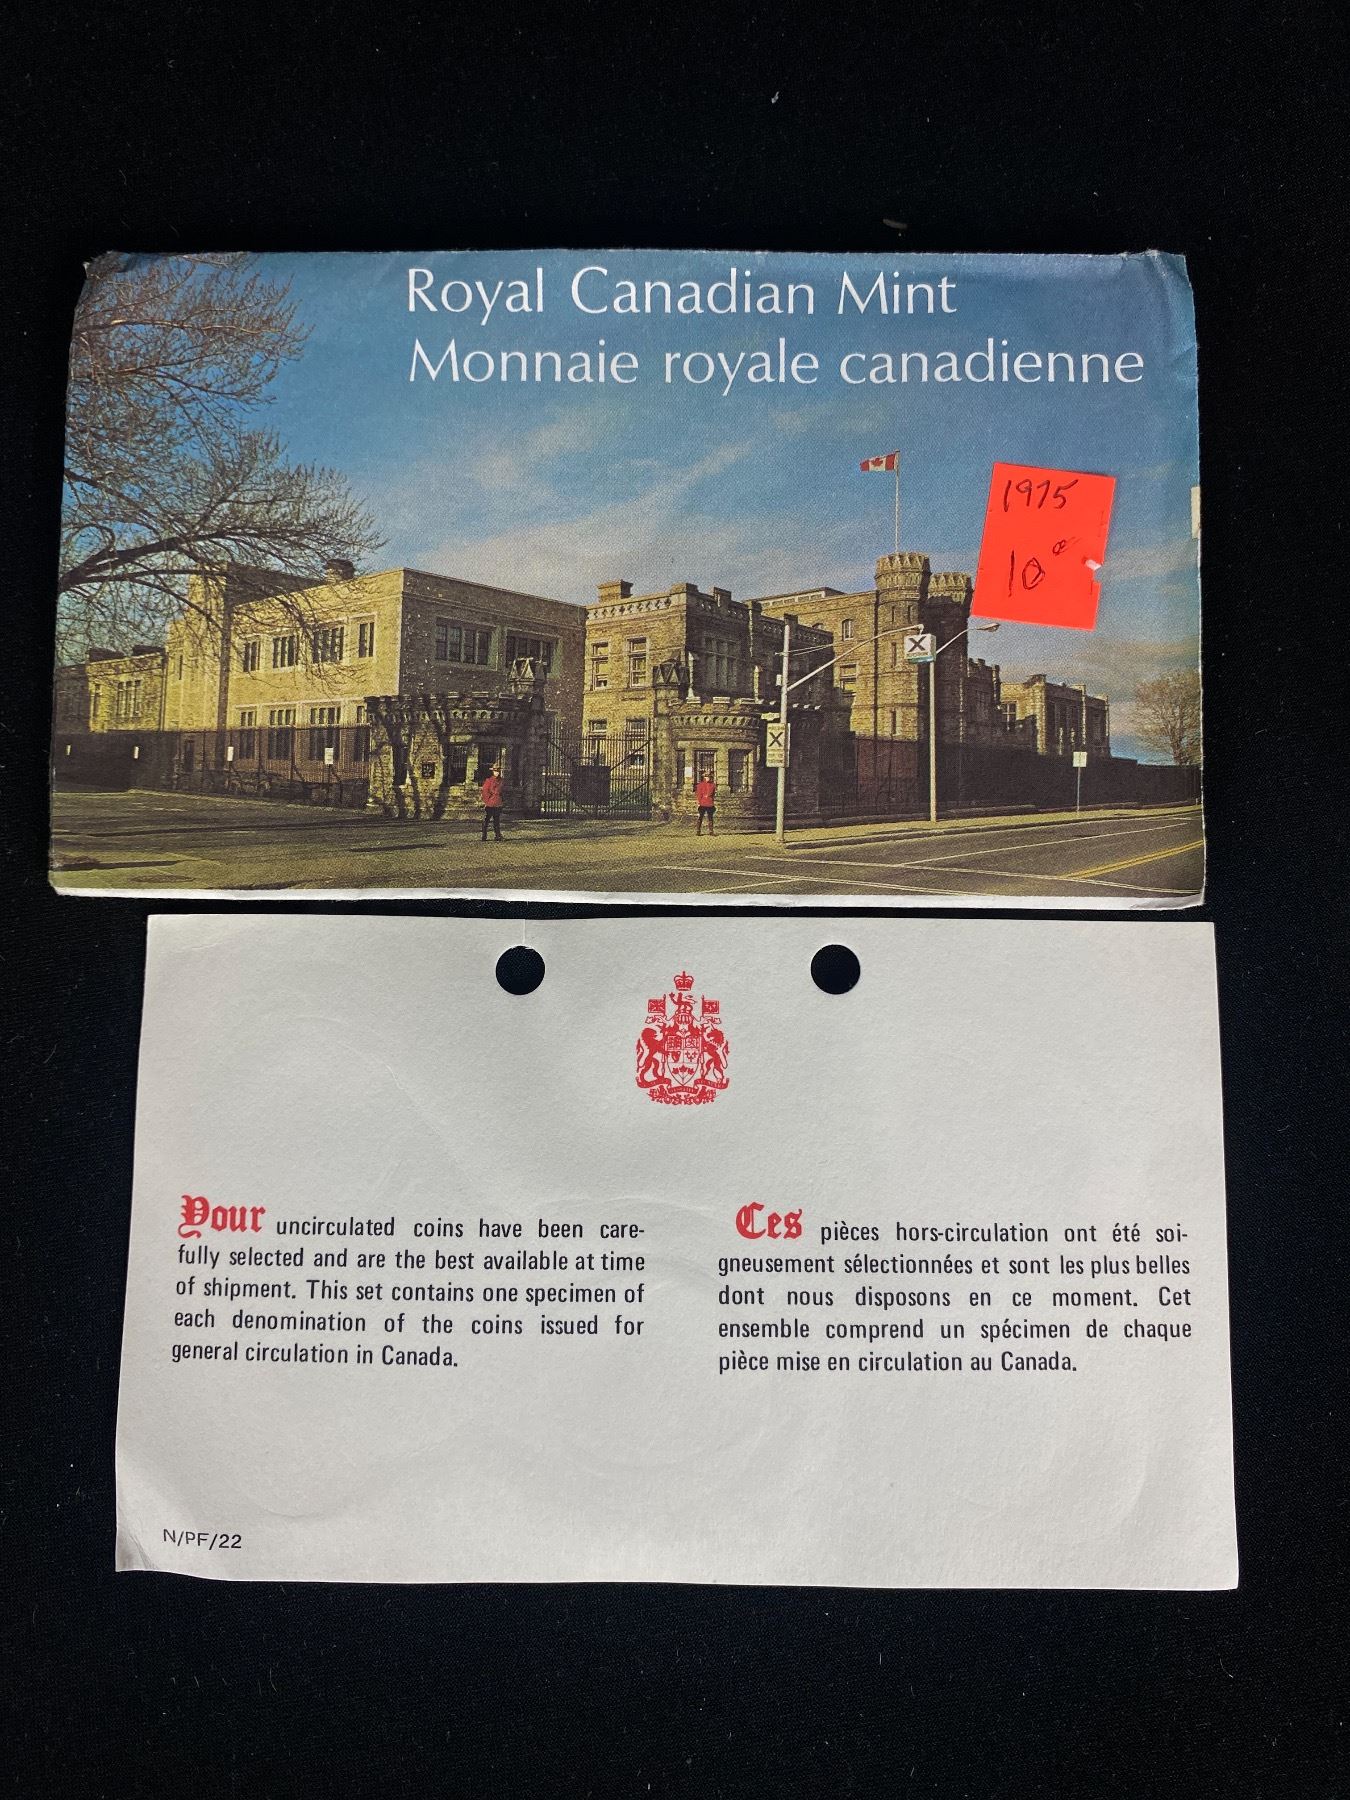 Royal Canadian Mint
Monnaie royale canadienne
1975
10 00
X
X
Your uncirculated coins have been care-
fully selected and are the best available at time
of shipment. This set contains one specimen of
each denomination of the coins issued for
general circulation in Canada.
Ces pièces hors-circulation ont été soi-
gneusement sélectionnées et sont les plus belles
dont nous disposons en ce moment. Cet
ensemble comprend un spécimen de chaque
pièce mise en circulation au Canada.
N/PF/22